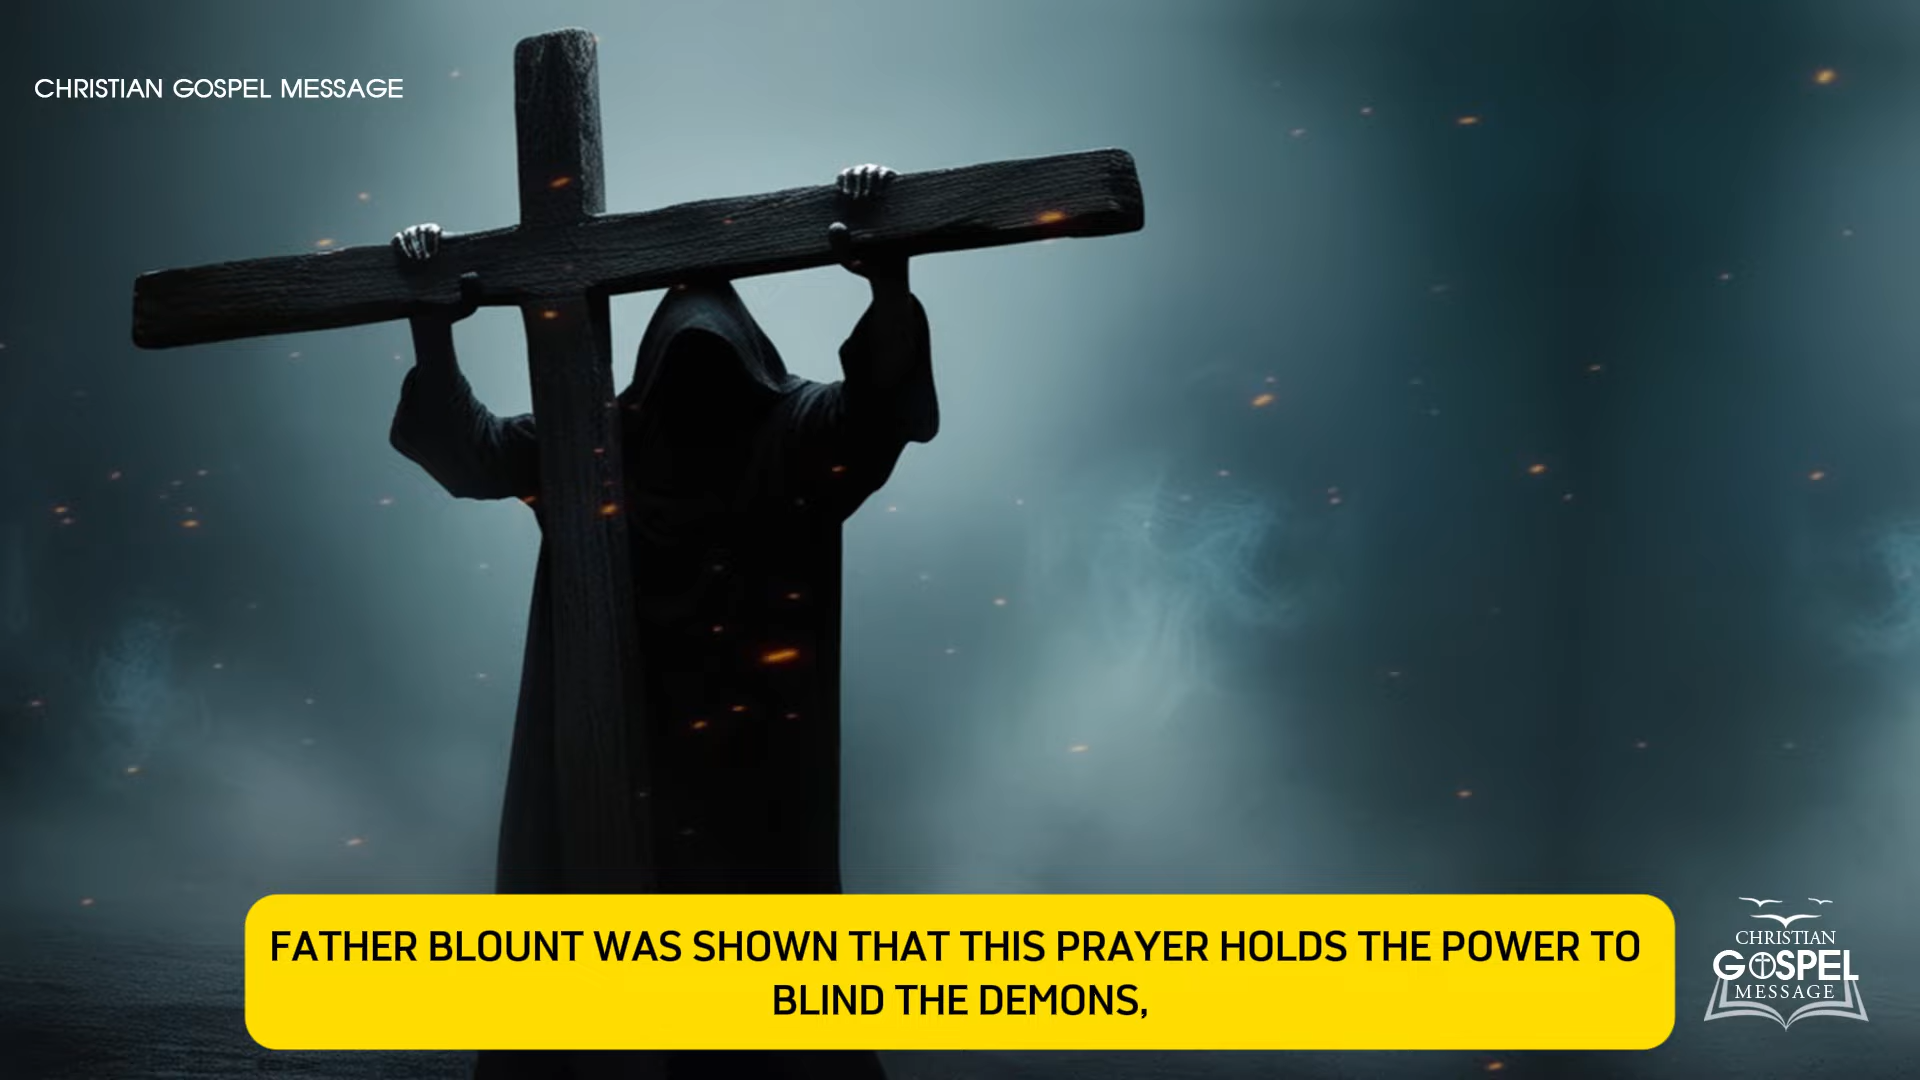 CHRISTIAN GOSPEL MESSAGE
FATHER BLOUNT WAS SHOWN THAT THIS PRAYER HOLDS THE POWER TO
BLIND THE DEMONS,
CHRISTIAN
GOSPEL
MESSAGE